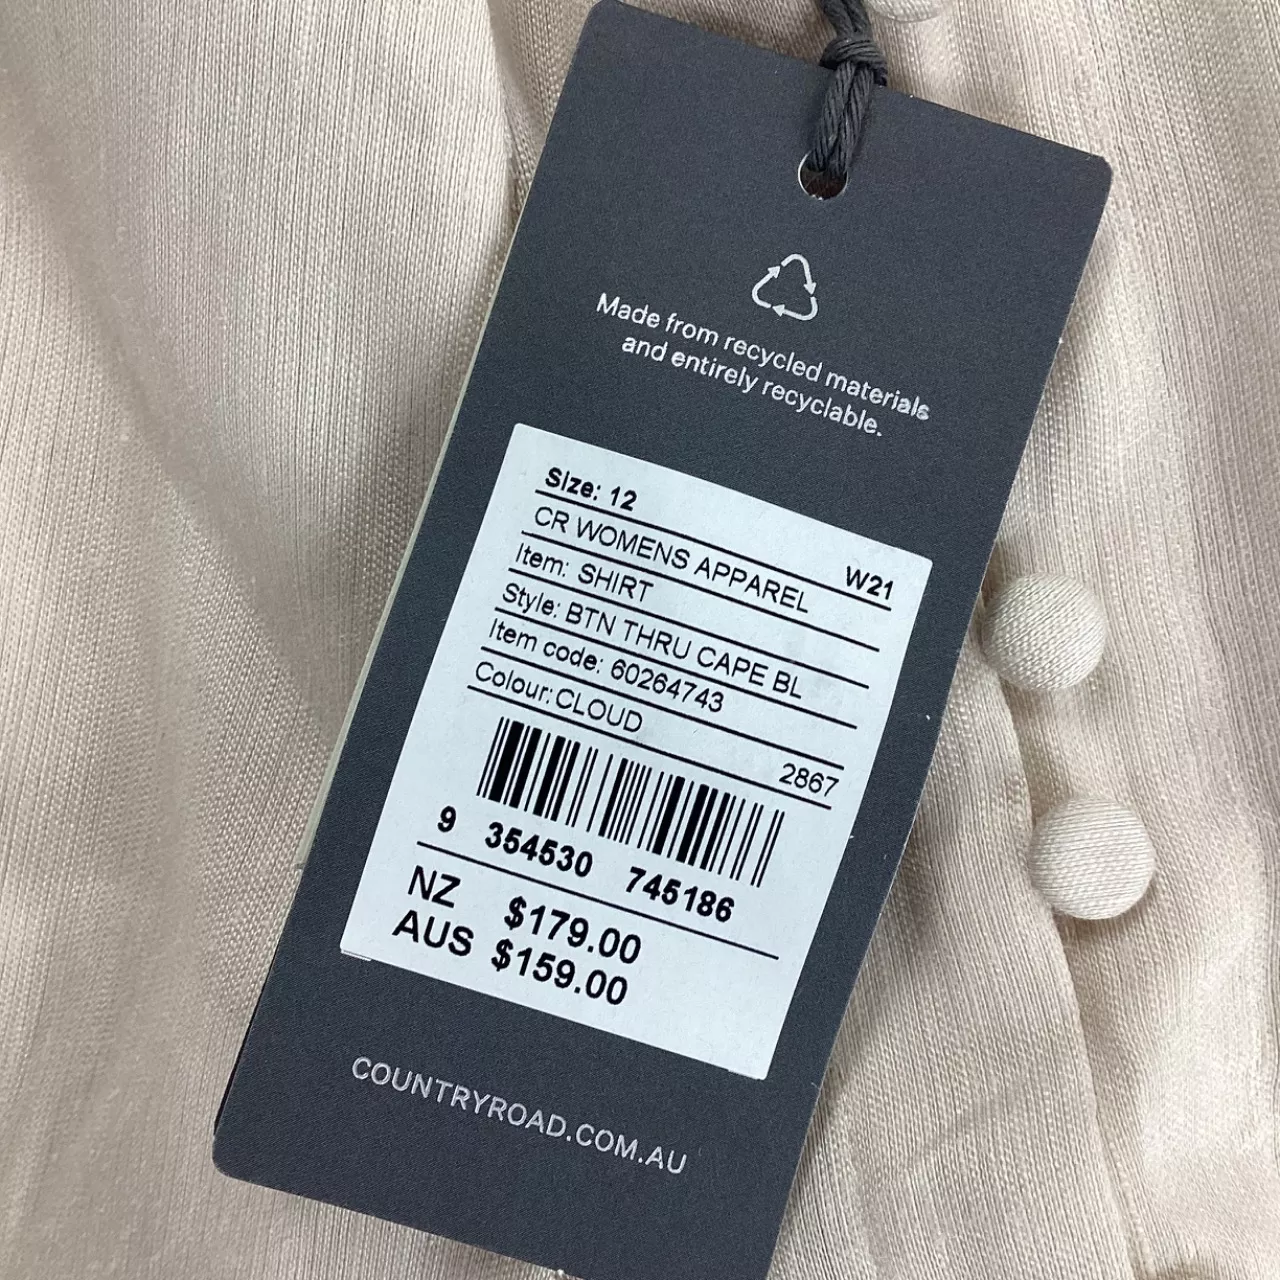 Made from recycled materials
and entirely recyclable.
Size: 12
W21
CR WOMENS APPAREL
Item: SHIRT
Style: BTN THRU CAPE BL
Item code: 60264743
Colour: CLOUD
2867
9 354530 745186
NZ $179.00
AUS $159.00
COUNTRYROAD.COM.AU